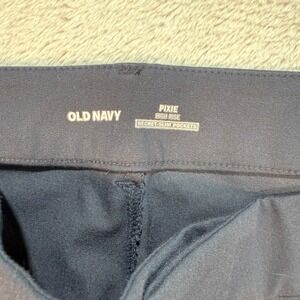 OLD NAVY
PIXIE
HIGH RISE
SECRET-SLIM POCKETS